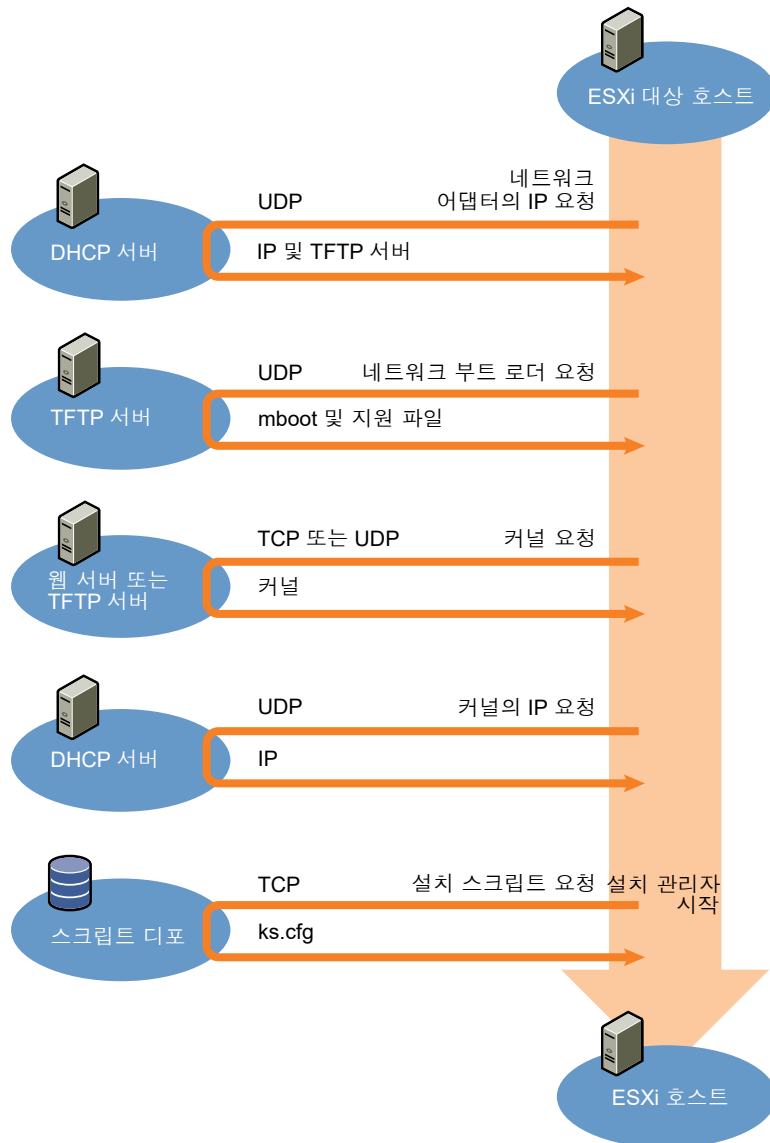 ESXi 대상 호스트
네트워크
UDP 어댑터의 IP 요청
DHCP 서버
IP 및 TFTP 서버
UDP 네트워크 부트 로더 요청
TFTP 서버
mboot 및 지원 파일
TCP 또는 UDP 커널 요청
웹 서버 또는
TFTP 서버
커널
UDP 커널의 IP 요청
DHCP 서버
IP
TCP 설치 스크립트 요청 설치 관리자
시작
스크립트 디포
ks.cfg
ESXi 호스트